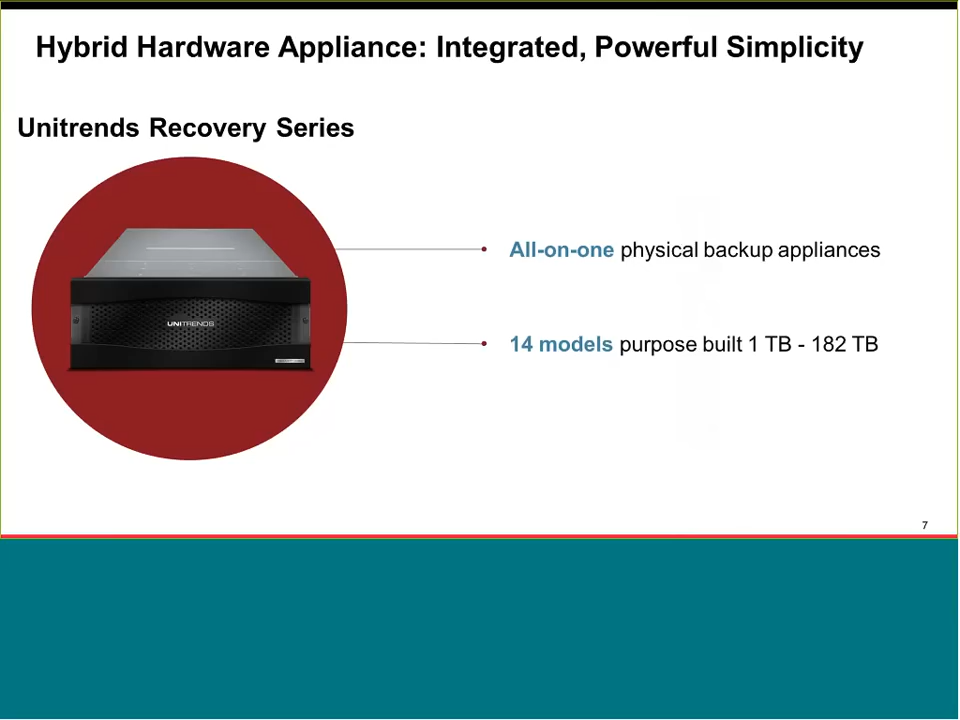 Hybrid Hardware Appliance: Integrated, Powerful Simplicity
Unitrends Recovery Series
UNITRENDS
• All-on-one physical backup appliances
• 14 models purpose built 1 TB - 182 TB
7